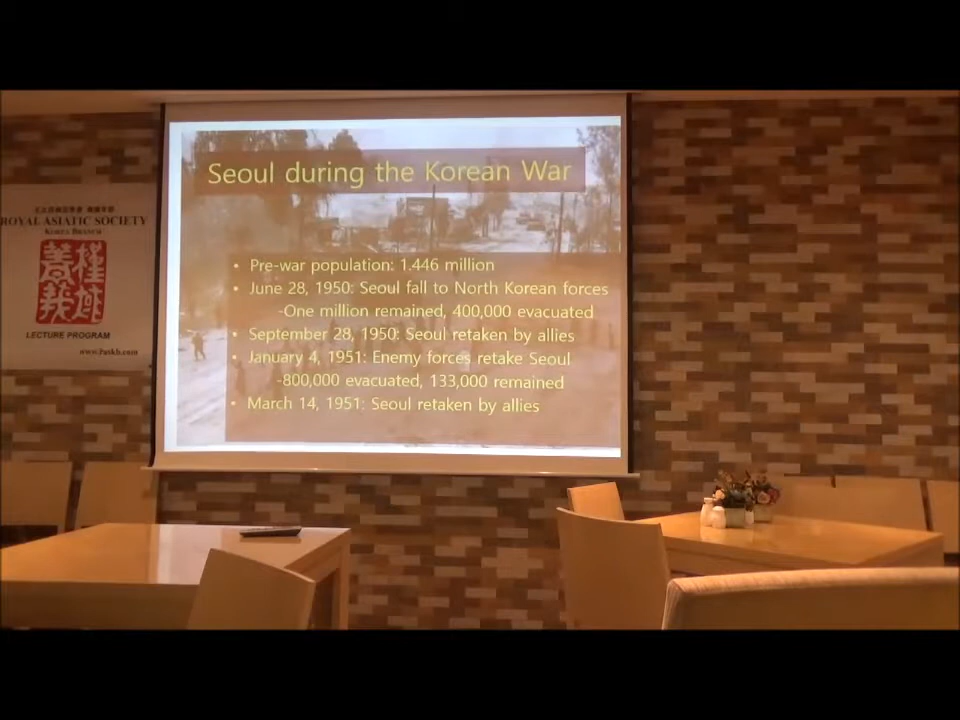 Seoul during the Korean War
• Pre-war population: 1.446 million
• June 28, 1950: Seoul fall to North Korean forces
-One million remained, 400,000 evacuated
• September 28, 1950: Seoul retaken by allies
• January 4, 1951: Enemy forces retake Seoul
-800,000 evacuated, 133,000 remained
• March 14, 1951: Seoul retaken by allies
ROYAL ASIATIC SOCIETY
KOREA BRANCH
LECTURE PROGRAM
www.raskb.com